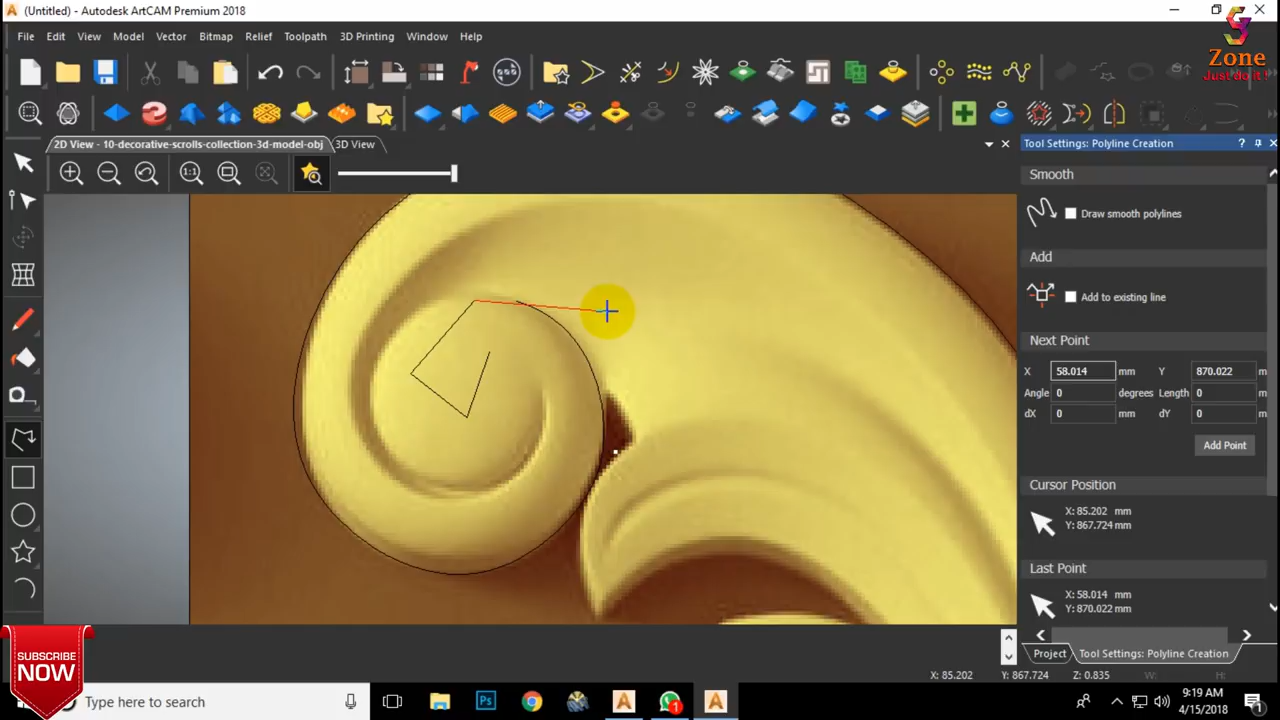 (Untitled) - Autodesk ArtCAM Premium 2018
File Edit View Model Vector Bitmap Relief Toolpath 3D Printing Window Help
Zone
Just do it !
2D View - 10-decorative-scrolls-collection-3d-model-obj
3D View
Tool Settings: Polyline Creation
1:1
Smooth
Draw smooth polylines
Add
Add to existing line
Next Point
X 58.014 mm Y 870.022 m
Angle 0 degrees Length 0 m
dX 0 mm dY 0 m
Add Point
Cursor Position
X: 85.202 mm
Y: 867.724 mm
Last Point
X: 58.014 mm
Y: 870.022 mm
Project
Tool Settings: Polyline Creation
X: 85.202 Y: 867.724 Z: 0.835 W: H:
SUBSCRIBE
NOW
Type here to search
1
9:19 AM
4/15/2018
1